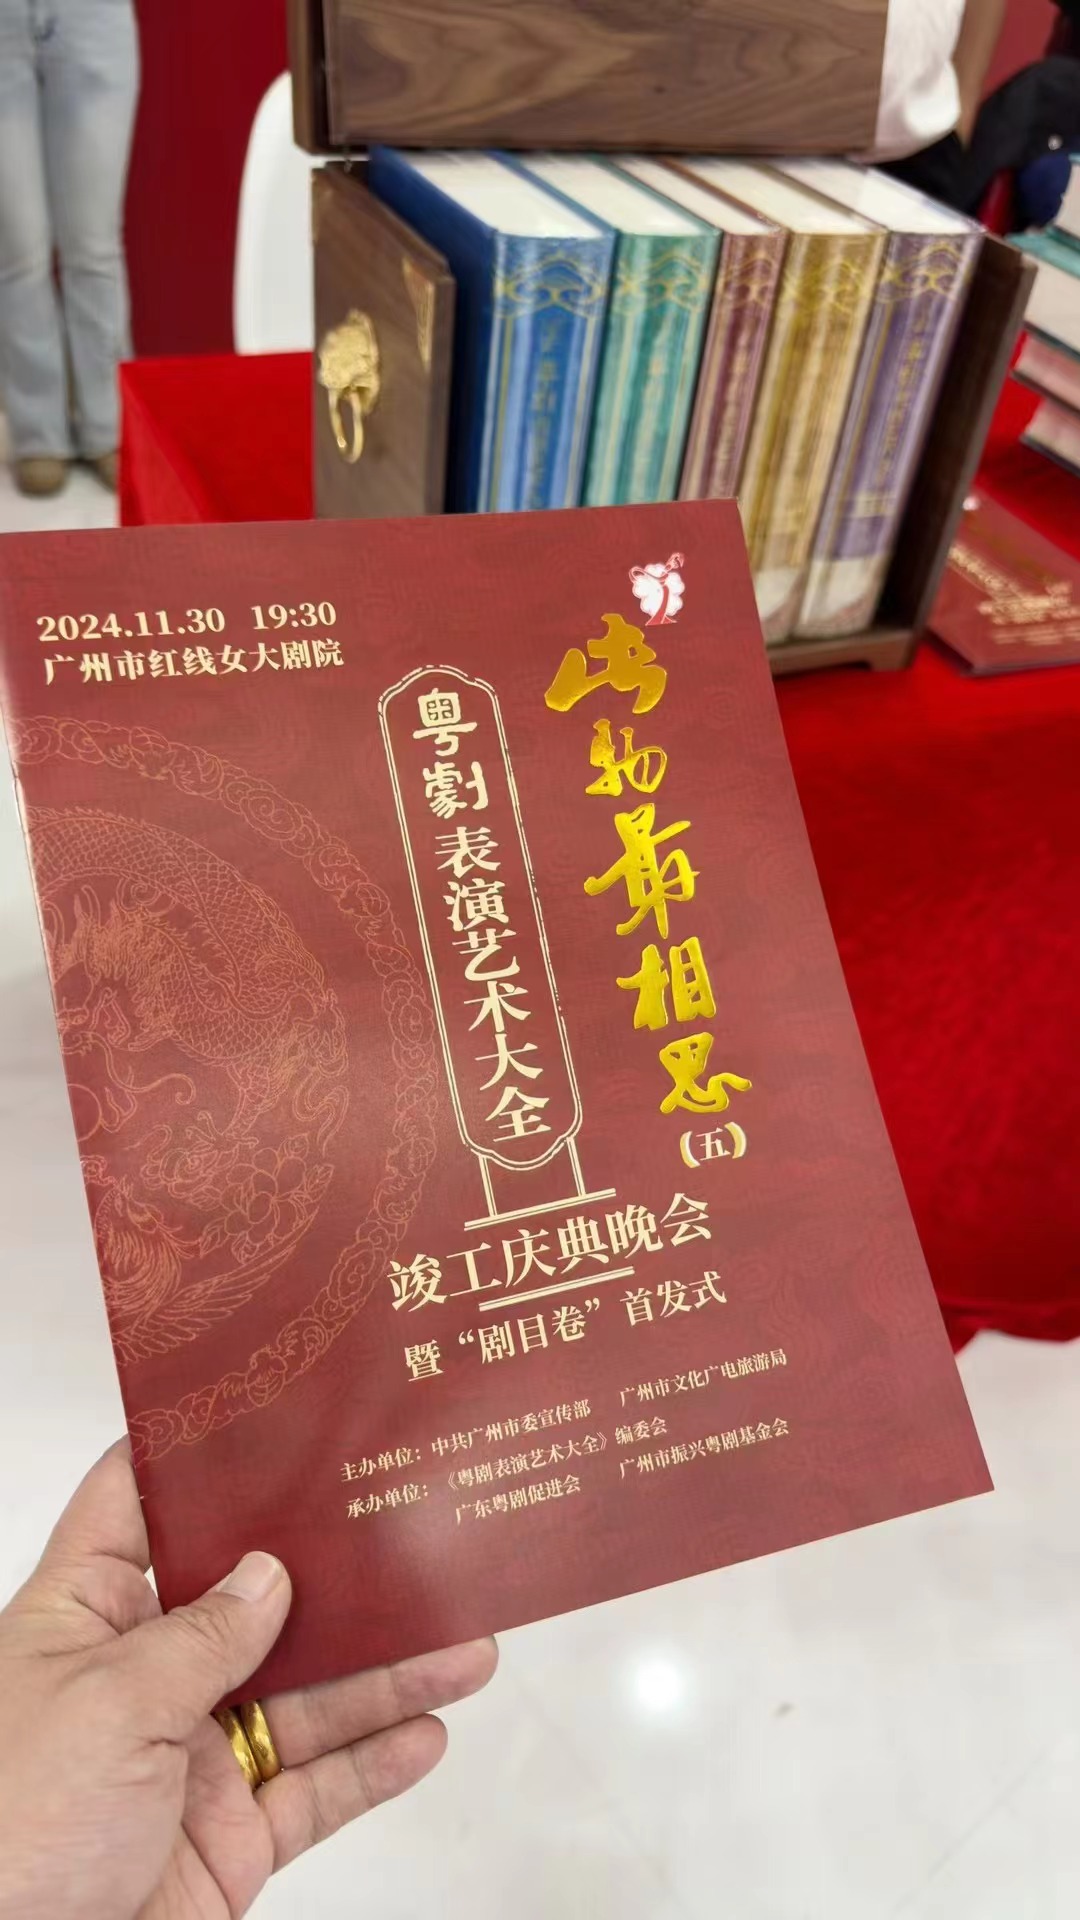 2024.11.30 19:30
广州市红线女大剧院
此物最相思
（五）
粤劇表演艺术大全
竣工庆典晚会
暨“剧目卷”首发式
主办单位：中共广州市委宣传部 广州市文化广电旅游局
承办单位：《粤剧表演艺术大全》编委会
广东粤剧促进会 广州市振兴粤剧基金会